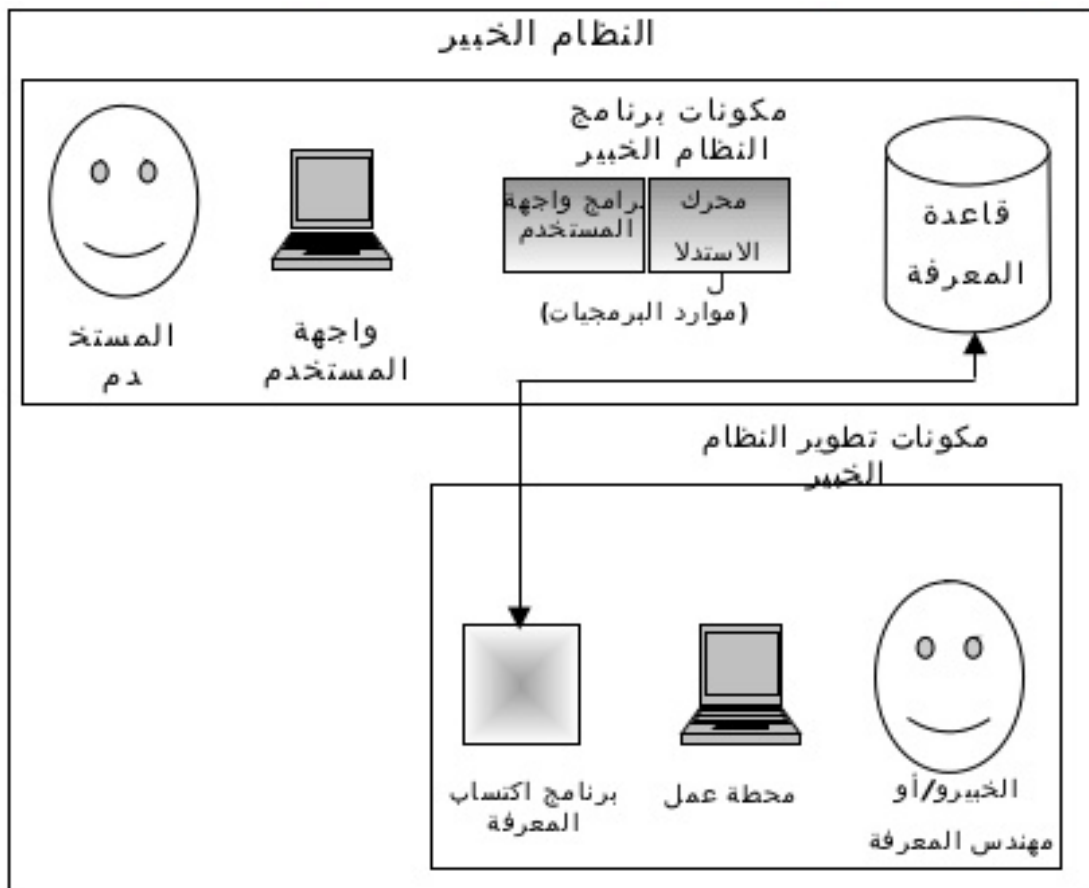 النظام الخبير
مكونات برنامج
النظام الخبير
قاعدة
المعرفة
محرك
الاستدلا
ل
برامج واجهة
المستخدم
(موارد البرمجيات)
واجهة
المستخدم
المستخ
دم
مكونات تطوير النظام
الخبير
الخبيرو/أو
مهندس المعرفة
محطة عمل
برنامج اكتساب
المعرفة